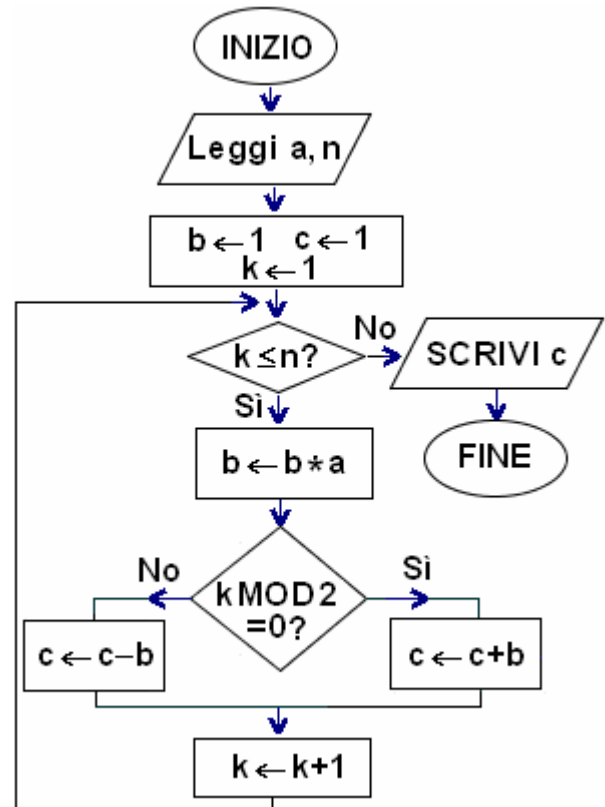 INIZIO
Leggi a, n
b ← 1 c ← 1
k ← 1
k ≤ n?
No
SCRIVI c
Sì
FINE
b ← b * a
No
Sì
k MOD 2
=0?
c ← c – b
c ← c+b
k ← k+1